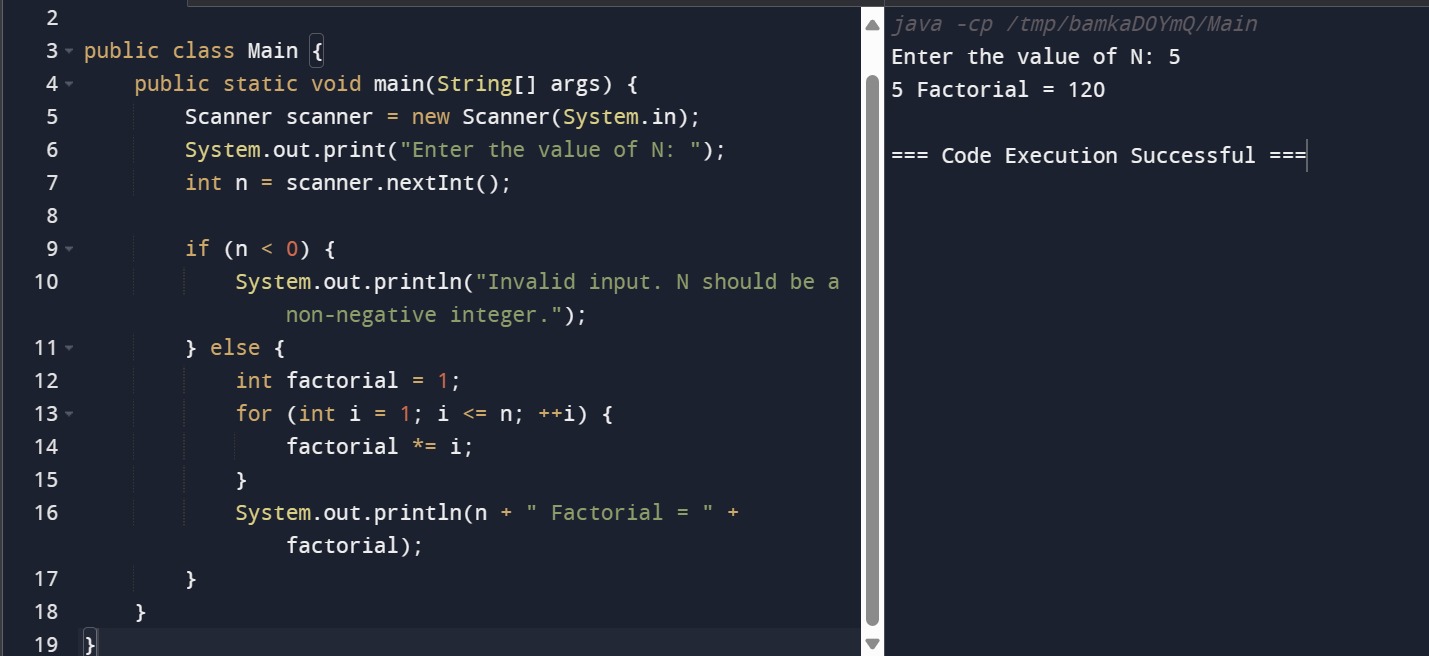 2
3 public class Main {
4 public static void main(String[] args) {
5 Scanner scanner = new Scanner(System.in);
6 System.out.print("Enter the value of N: ");
7 int n = scanner.nextInt();
8
9 if (n < 0) {
10 System.out.println("Invalid input. N should be a
non-negative integer.");
11 } else {
12 int factorial = 1;
13 for (int i = 1; i <= n; ++i) {
14 factorial *= i;
15 }
16 System.out.println(n + " Factorial = " +
factorial);
17 }
18 }
19 }
java -cp /tmp/bamkaDOYmQ/Main
Enter the value of N: 5
5 Factorial = 120
=== Code Execution Successful ===